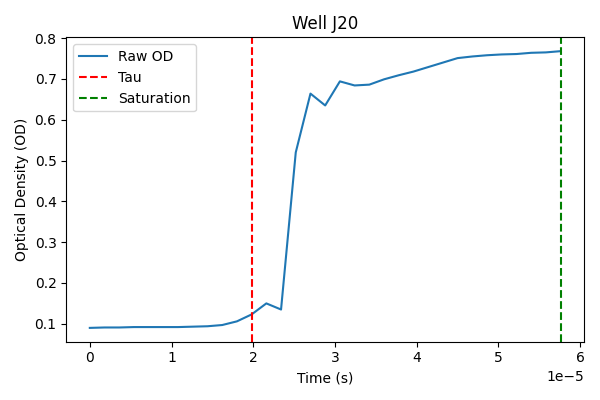 Well J20
Raw OD
Tau
Saturation
Optical Density (OD)
0.8
0.7
0.6
0.5
0.4
0.3
0.2
0.1
0 1 2 3 4 5 6
1e−5
Time (s)